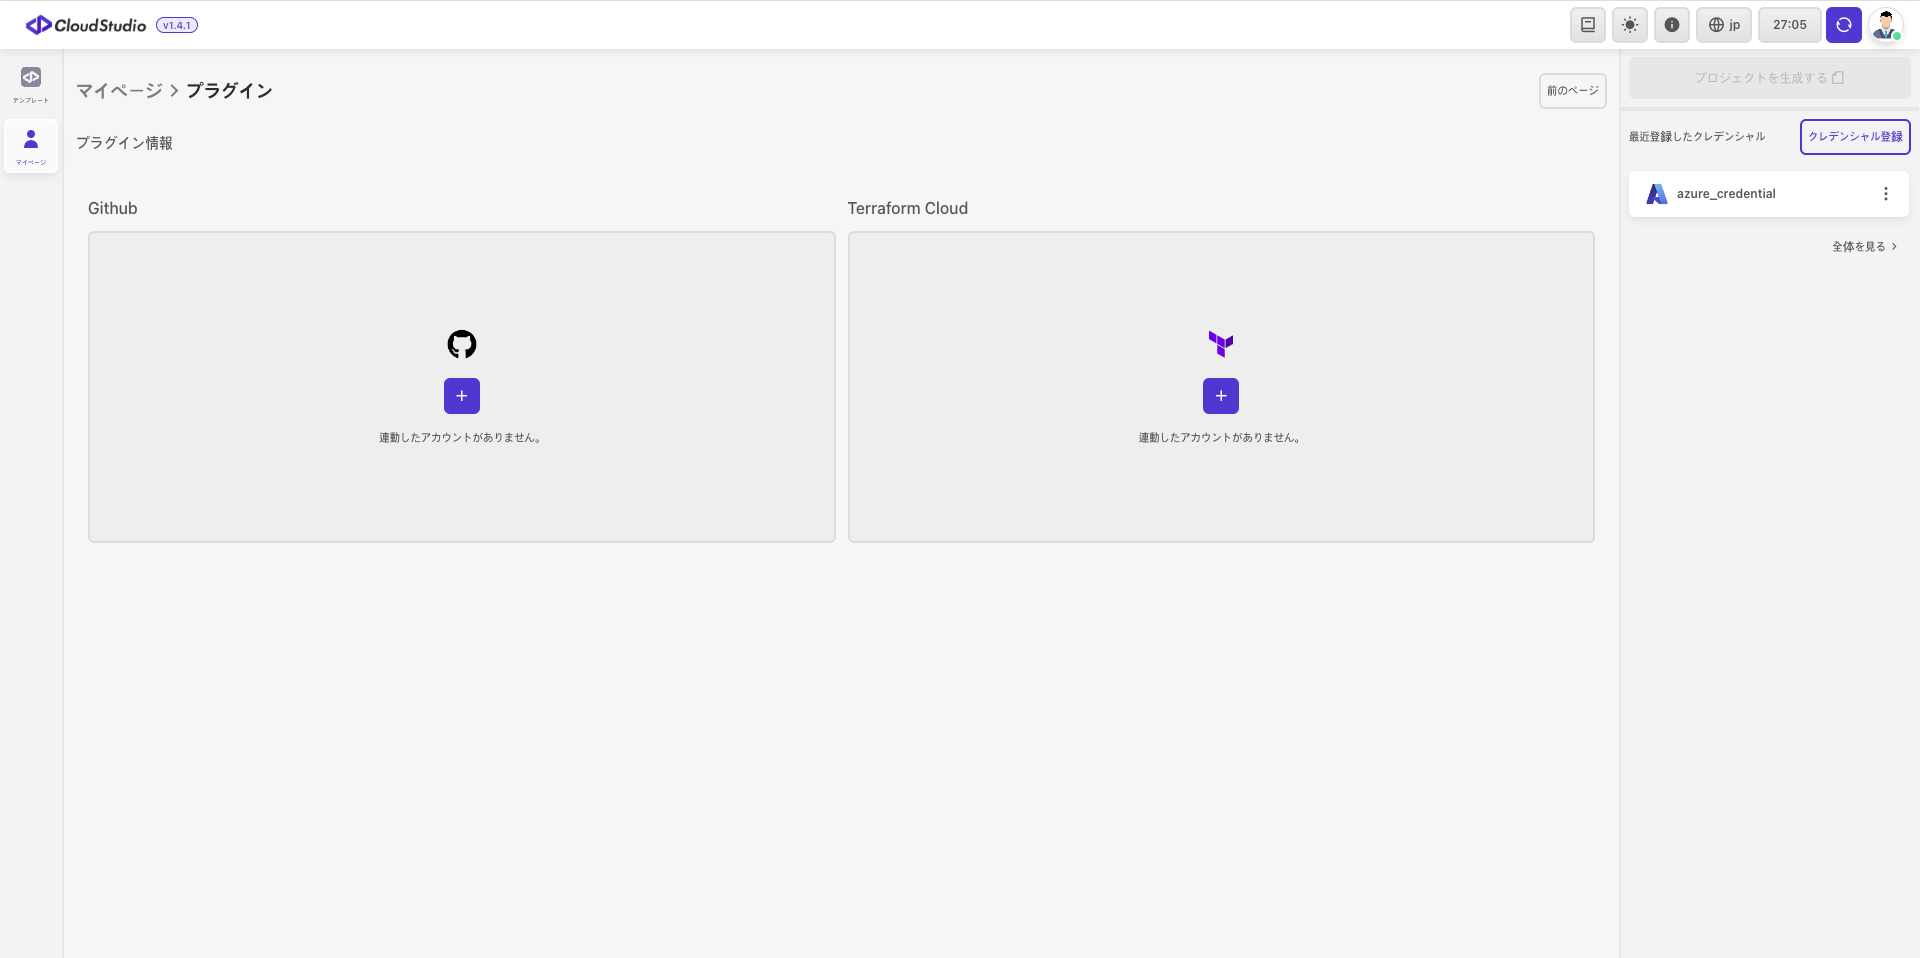 CloudStudio v1.4.1
jp
27:05
テンプレート
マイページ
マイページ > プラグイン
前のページ
プラグイン情報
Github
Terraform Cloud
連動したアカウントがありません。
連動したアカウントがありません。
プロジェクトを生成する
最近登録したクレデンシャル
クレデンシャル登録
azure_credential
全体を見る >